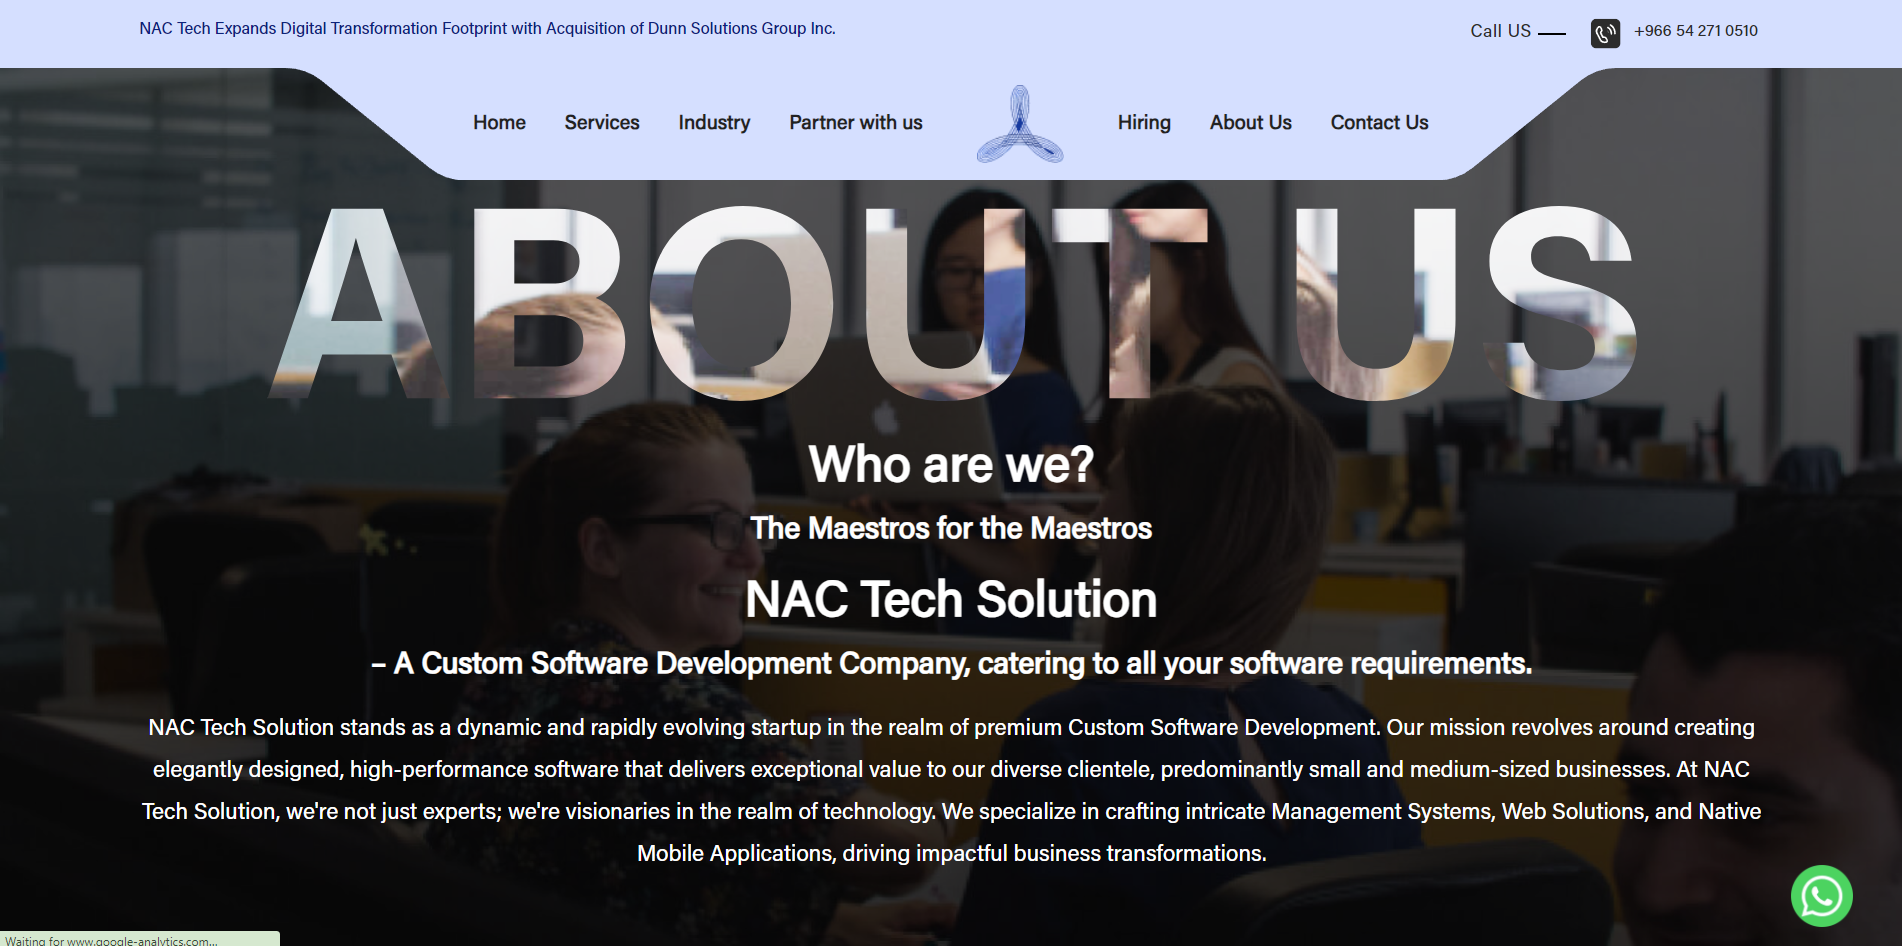 NAC Tech Expands Digital Transformation Footprint with Acquisition of Dunn Solutions Group Inc.
Call US
+966 54 271 0510
Home Services Industry Partner with us Hiring About Us Contact Us
ABOUT US
Who are we?
The Maestros for the Maestros
NAC Tech Solution
– A Custom Software Development Company, catering to all your software requirements.
NAC Tech Solution stands as a dynamic and rapidly evolving startup in the realm of premium Custom Software Development. Our mission revolves around creating
elegantly designed, high-performance software that delivers exceptional value to our diverse clientele, predominantly small and medium-sized businesses. At NAC
Tech Solution, we're not just experts; we're visionaries in the realm of technology. We specialize in crafting intricate Management Systems, Web Solutions, and Native
Mobile Applications, driving impactful business transformations.
Waiting for www.google-analytics.com...